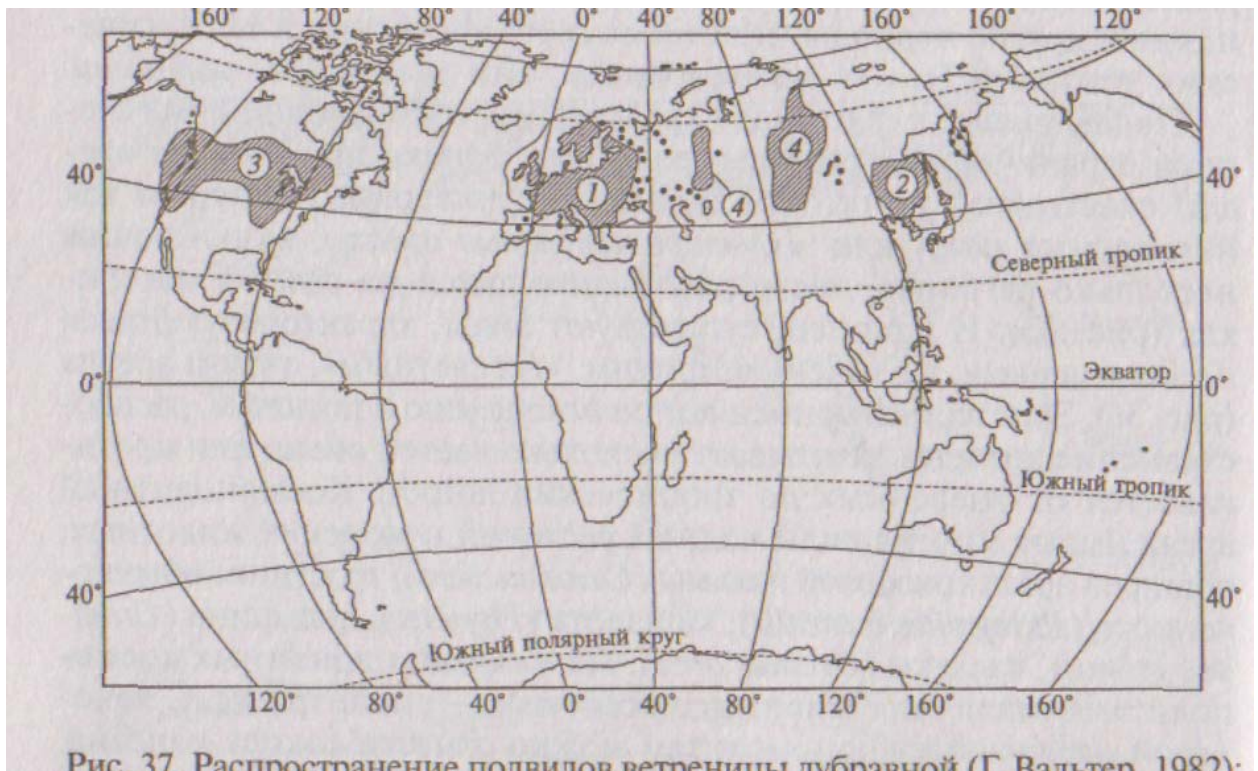 160° 120° 80° 40° 0° 40° 80° 120° 160° 160° 120°
3
4
1
2
4
40°
40°
Северный тропик
Экватор
0°
0°
Южный тропик
40°
40°
Южный полярный круг
120° 80° 40° 0° 40° 80° 120° 160° 160°
Рис. 37. Распространение подвидов ветреницы дубравной (Г. Вальтер, 1982):